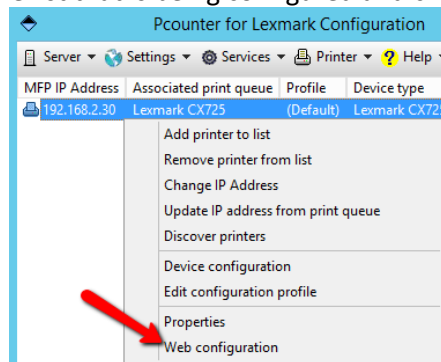 Pcounter for Lexmark Configuration
Server Settings Services Printer Help
MFP IP Address Associated print queue Profile Device type
192.168.2.30 Lexmark CX725 (Default) Lexmark CX725
Add printer to list
Remove printer from list
Change IP Address
Update IP address from print queue
Discover printers
Device configuration
Edit configuration profile
Properties
Web configuration